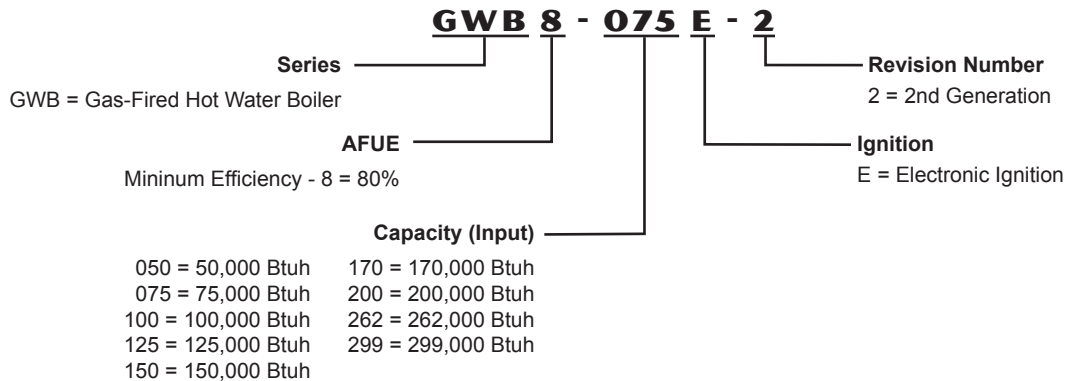 GWB 8 - 075 E - 2
Series
GWB = Gas-Fired Hot Water Boiler
Revision Number
2 = 2nd Generation
AFUE
Mininum Efficiency - 8 = 80%
Ignition
E = Electronic Ignition
Capacity (Input)
050 = 50,000 Btuh 170 = 170,000 Btuh
075 = 75,000 Btuh 200 = 200,000 Btuh
100 = 100,000 Btuh 262 = 262,000 Btuh
125 = 125,000 Btuh 299 = 299,000 Btuh
150 = 150,000 Btuh